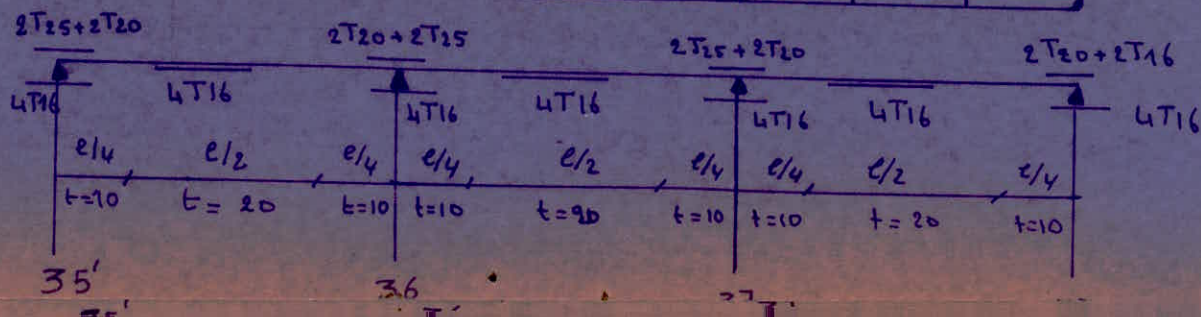 2T25+2T20 2T20+2T25 2T25+2T20 2T20+2T16
4T16 4T16 4T16 4T16 4T16 4T16 4T16
e/4 e/2 e/4 e/4 e/2 e/4 e/4 e/2 e/4
t=10 t=20 t=10 t=10 t=20 t=10 t=10 t=20 t=10
35' 36